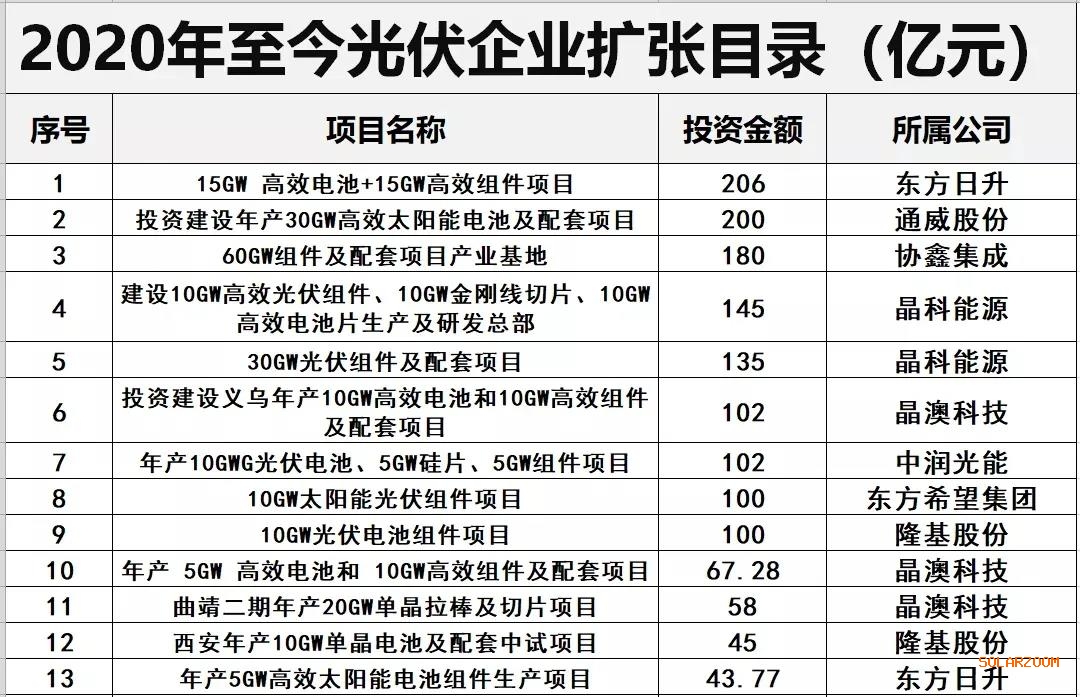 2020年至今光伏企业扩张目录（亿元）
序号 项目名称 投资金额 所属公司
1 15GW 高效电池+15GW高效组件项目 206 东方日升
2 投资建设年产30GW高效太阳能电池及配套项目 200 通威股份
3 60GW组件及配套项目产业基地 180 协鑫集成
建设10GW高效光伏组件、10GW金刚线切片、10GW
4 高效电池片生产及研发总部 145 晶科能源
5 30GW光伏组件及配套项目 135 晶科能源
投资建设义乌年产10GW高效电池和10GW高效组件
6 及配套项目 102 晶澳科技
7 年产10GWG光伏电池、5GW硅片、5GW组件项目 102 中润光能
8 10GW太阳能光伏组件项目 100 东方希望集团
9 10GW光伏电池组件项目 100 隆基股份
10 年产 5GW 高效电池和 10GW高效组件及配套项目 67.28 晶澳科技
11 曲靖二期年产20GW单晶拉棒及切片项目 58 晶澳科技
12 西安年产10GW单晶电池及配套中试项目 45 隆基股份
13 年产5GW高效太阳能电池组件生产项目 43.77 东方日升
SOLARZOOM